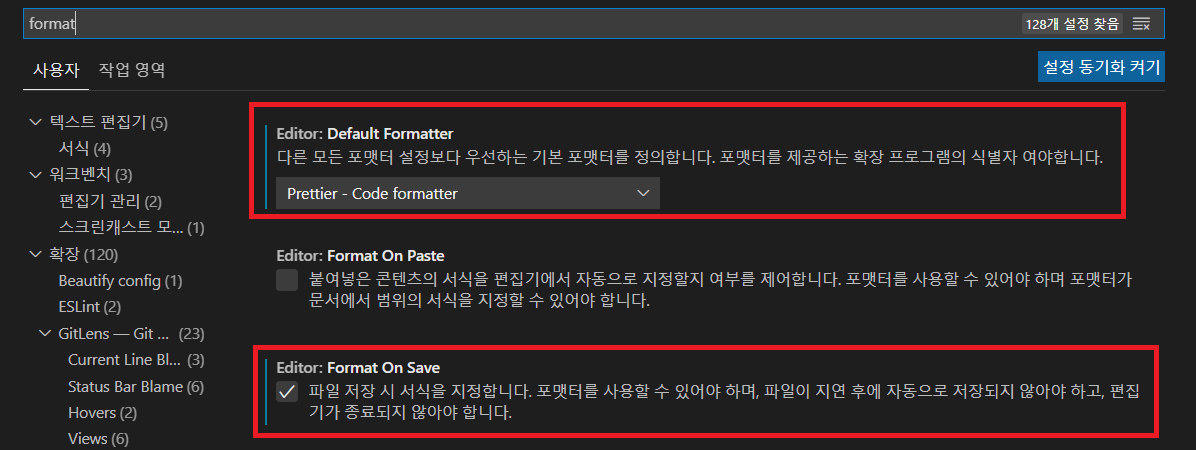 format
128개 설정 찾음
사용자 작업 영역
설정 동기화 켜기
텍스트 편집기 (5)
서식 (4)
워크벤치 (3)
편집기 관리 (2)
스크린캐스트 모... (1)
확장 (120)
Beautify config (1)
ESLint (2)
GitLens — Git ... (23)
Current Line Bl... (3)
Status Bar Blame (6)
Hovers (2)
Views (6)
Editor: Default Formatter
다른 모든 포맷터 설정보다 우선하는 기본 포맷터를 정의합니다. 포맷터를 제공하는 확장 프로그램의 식별자 여야합니다.
Prettier - Code formatter
Editor: Format On Paste
붙여넣은 콘텐츠의 서식을 편집기에서 자동으로 지정할지 여부를 제어합니다. 포맷터를 사용할 수 있어야 하며 포맷터가
문서에서 범위의 서식을 지정할 수 있어야 합니다.
Editor: Format On Save
파일 저장 시 서식을 지정합니다. 포맷터를 사용할 수 있어야 하며, 파일이 지연 후에 자동으로 저장되지 않아야 하고, 편집
기가 종료되지 않아야 합니다.